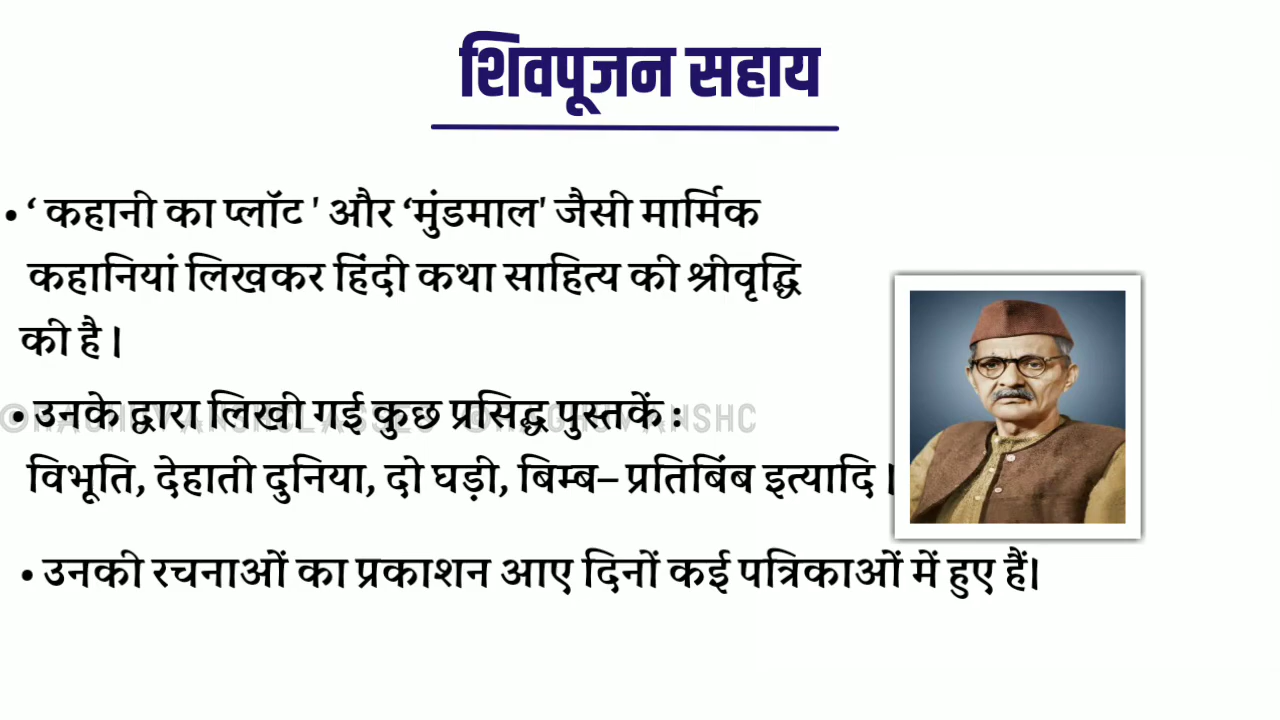 शिवपूजन सहाय
• ‘ कहानी का प्लॉट ' और ‘मुंडमाल' जैसी मार्मिक
कहानियां लिखकर हिंदी कथा साहित्य की श्रीवृद्धि
की है ।
• उनके द्वारा लिखी गई कुछ प्रसिद्ध पुस्तकें :
विभूति, देहाती दुनिया, दो घड़ी, बिम्ब– प्रतिबिंब इत्यादि ।
• उनकी रचनाओं का प्रकाशन आए दिनों कई पत्रिकाओं में हुए हैं।